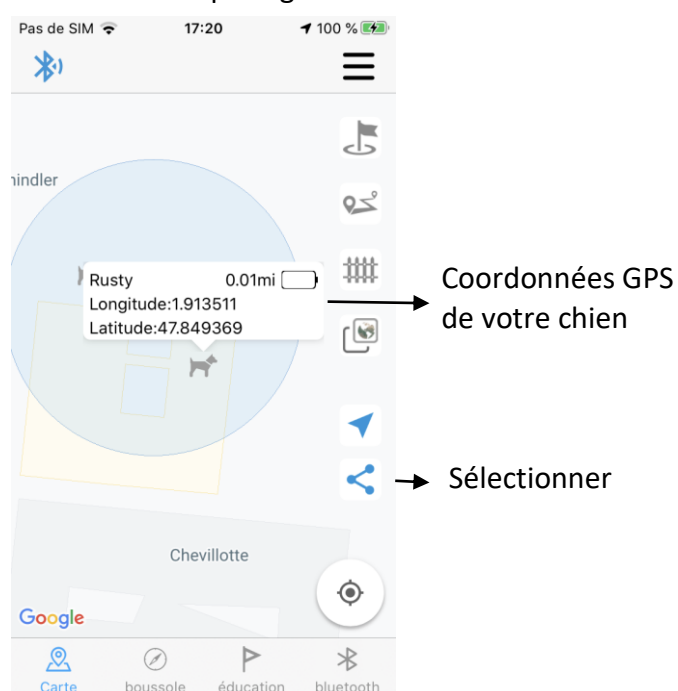 Pas de SIM 17:20 100 %
hindler
Rusty 0.01mi
Longitude:1.913511
Latitude:47.849369
Coordonnées GPS
de votre chien
Sélectionner
Chevillotte
Google
Carte boussole éducation bluetooth